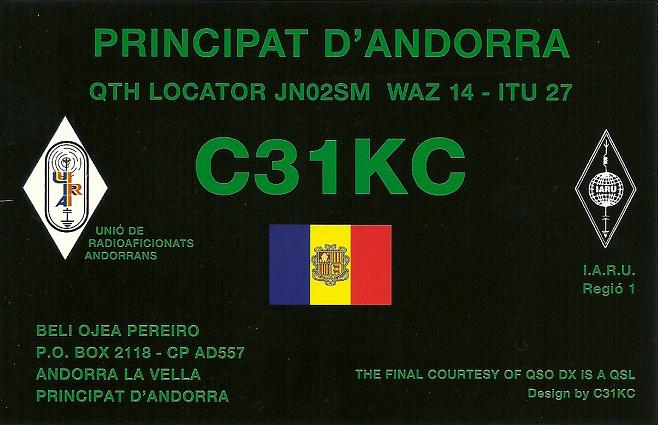 PRINCIPAT D'ANDORRA
QTH LOCATOR JN02SM WAZ 14 - ITU 27
C31KC
URA
UNIÓ DE
RADIOAFICIONATS
ANDORRANS
IARU
I.A.R.U.
Regió 1
BELI OJEA PEREIRO
P.O. BOX 2118 - CP AD557
ANDORRA LA VELLA
PRINCIPAT D'ANDORRA
THE FINAL COURTESY OF QSO DX IS A QSL
Design by C31KC